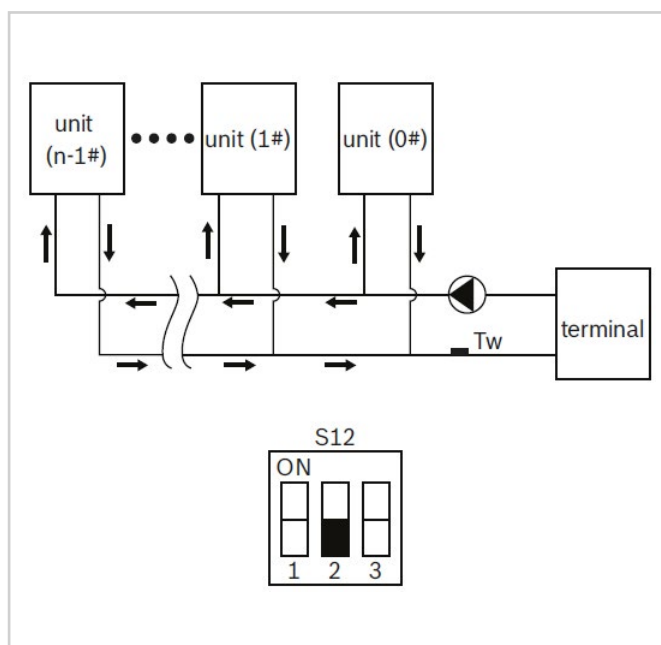 unit
(n-1#)
unit (1#)
unit (0#)
Tw
terminal
S12
ON
1 2 3